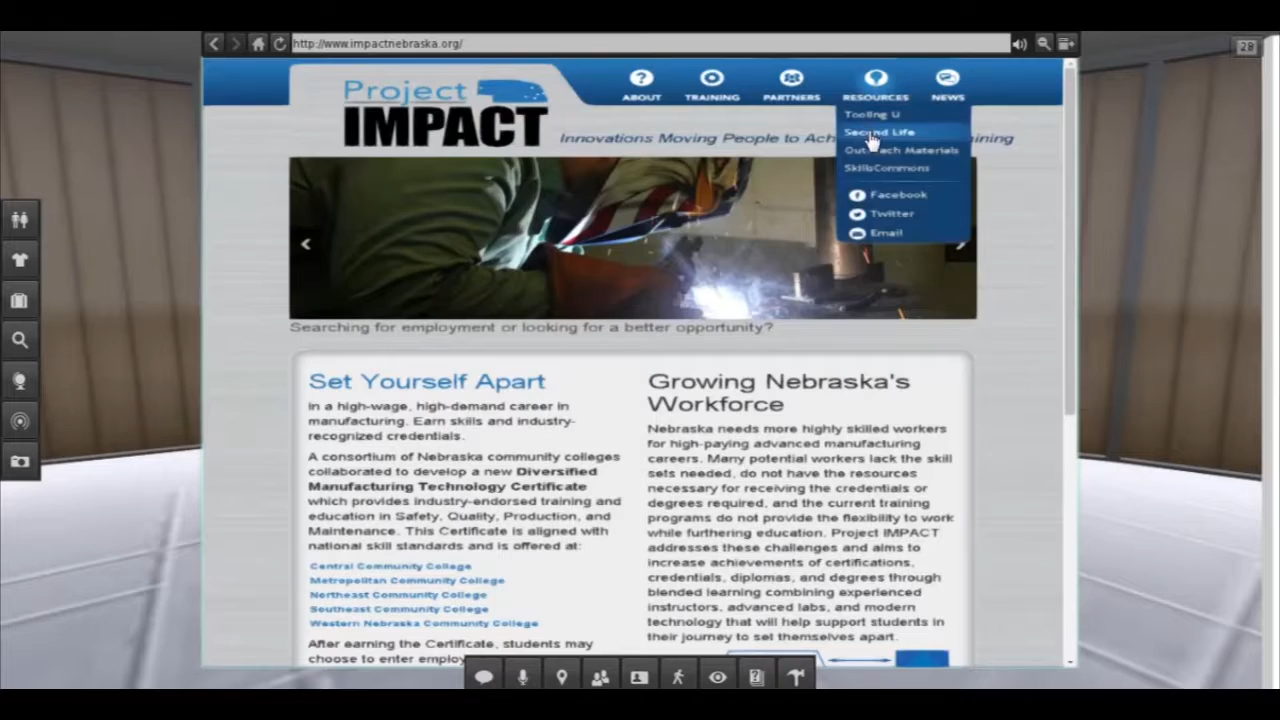 http://www.impactnebraska.org/
28
Project
IMPACT
Innovations Moving People to Ach
ining
ABOUT
TRAINING
PARTNERS
RESOURCES
NEWS
Tooling U
Second Life
Outreach Materials
SkillsCommons
Facebook
Twitter
Email
Searching for employment or looking for a better opportunity?
Set Yourself Apart
in a high-wage, high-demand career in
manufacturing. Earn skills and industry-
recognized credentials.
A consortium of Nebraska community colleges
collaborated to develop a new Diversified
Manufacturing Technology Certificate
which provides industry-endorsed training and
education in Safety, Quality, Production, and
Maintenance. This Certificate is aligned with
national skill standards and is offered at:
Central Community College
Metropolitan Community College
Northeast Community College
Southeast Community College
Western Nebraska Community College
After earning the Certificate, students may
choose to enter employ
Growing Nebraska's
Workforce
Nebraska needs more highly skilled workers
for high-paying advanced manufacturing
careers. Many potential workers lack the skill
sets needed, do not have the resources
necessary for receiving the credentials or
degrees required, and the current training
programs do not provide the flexibility to work
while furthering education. Project IMPACT
addresses these challenges and aims to
increase achievements of certifications,
credentials, diplomas, and degrees through
blended learning combining experienced
instructors, advanced labs, and modern
technology that will help support students in
their journey to set themselves apart.